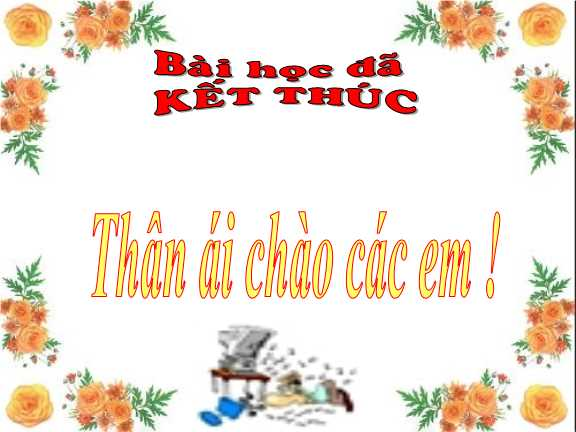 Bài học đã
KẾT THÚC
Thân ái chào các em !